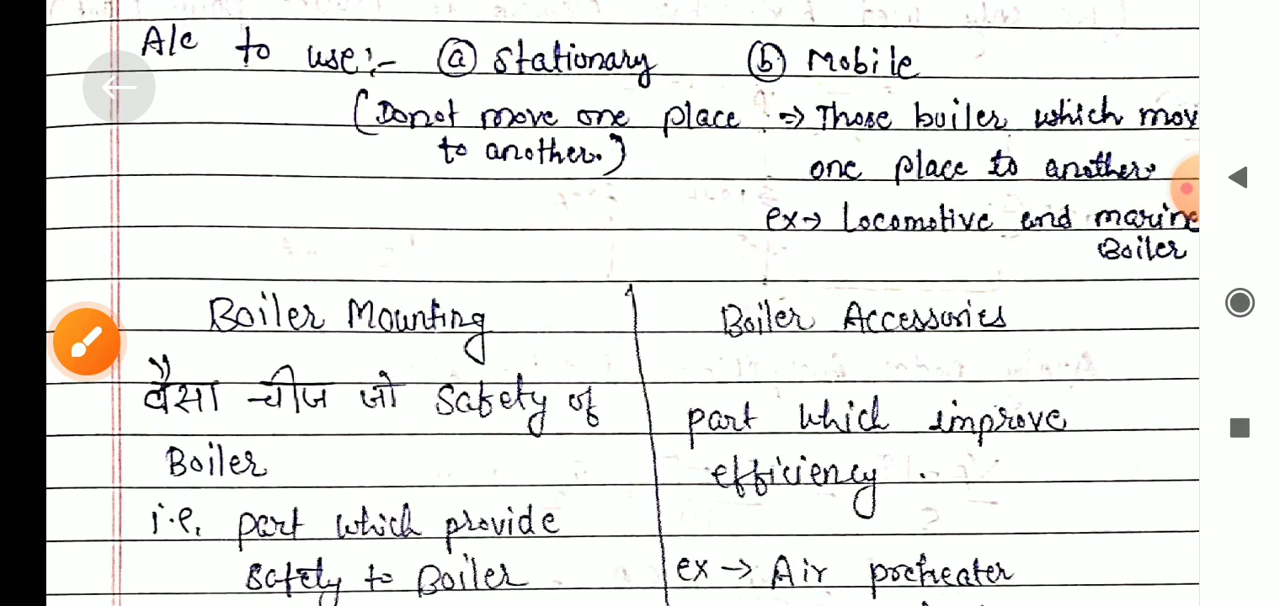 A/c to use:- ⓐ Stationary ⓑ Mobile
(Do not move one place to another.)
⇒ Those boiler which mov
one place to another.
ex→ Locomotive and marine
Boiler
Boiler Mounting
वैसा चीज जो Safety of
Boiler
i.e. part which provide
Safety to Boiler
Boiler Accessories
part which improve
efficiency.
ex → Air preheater